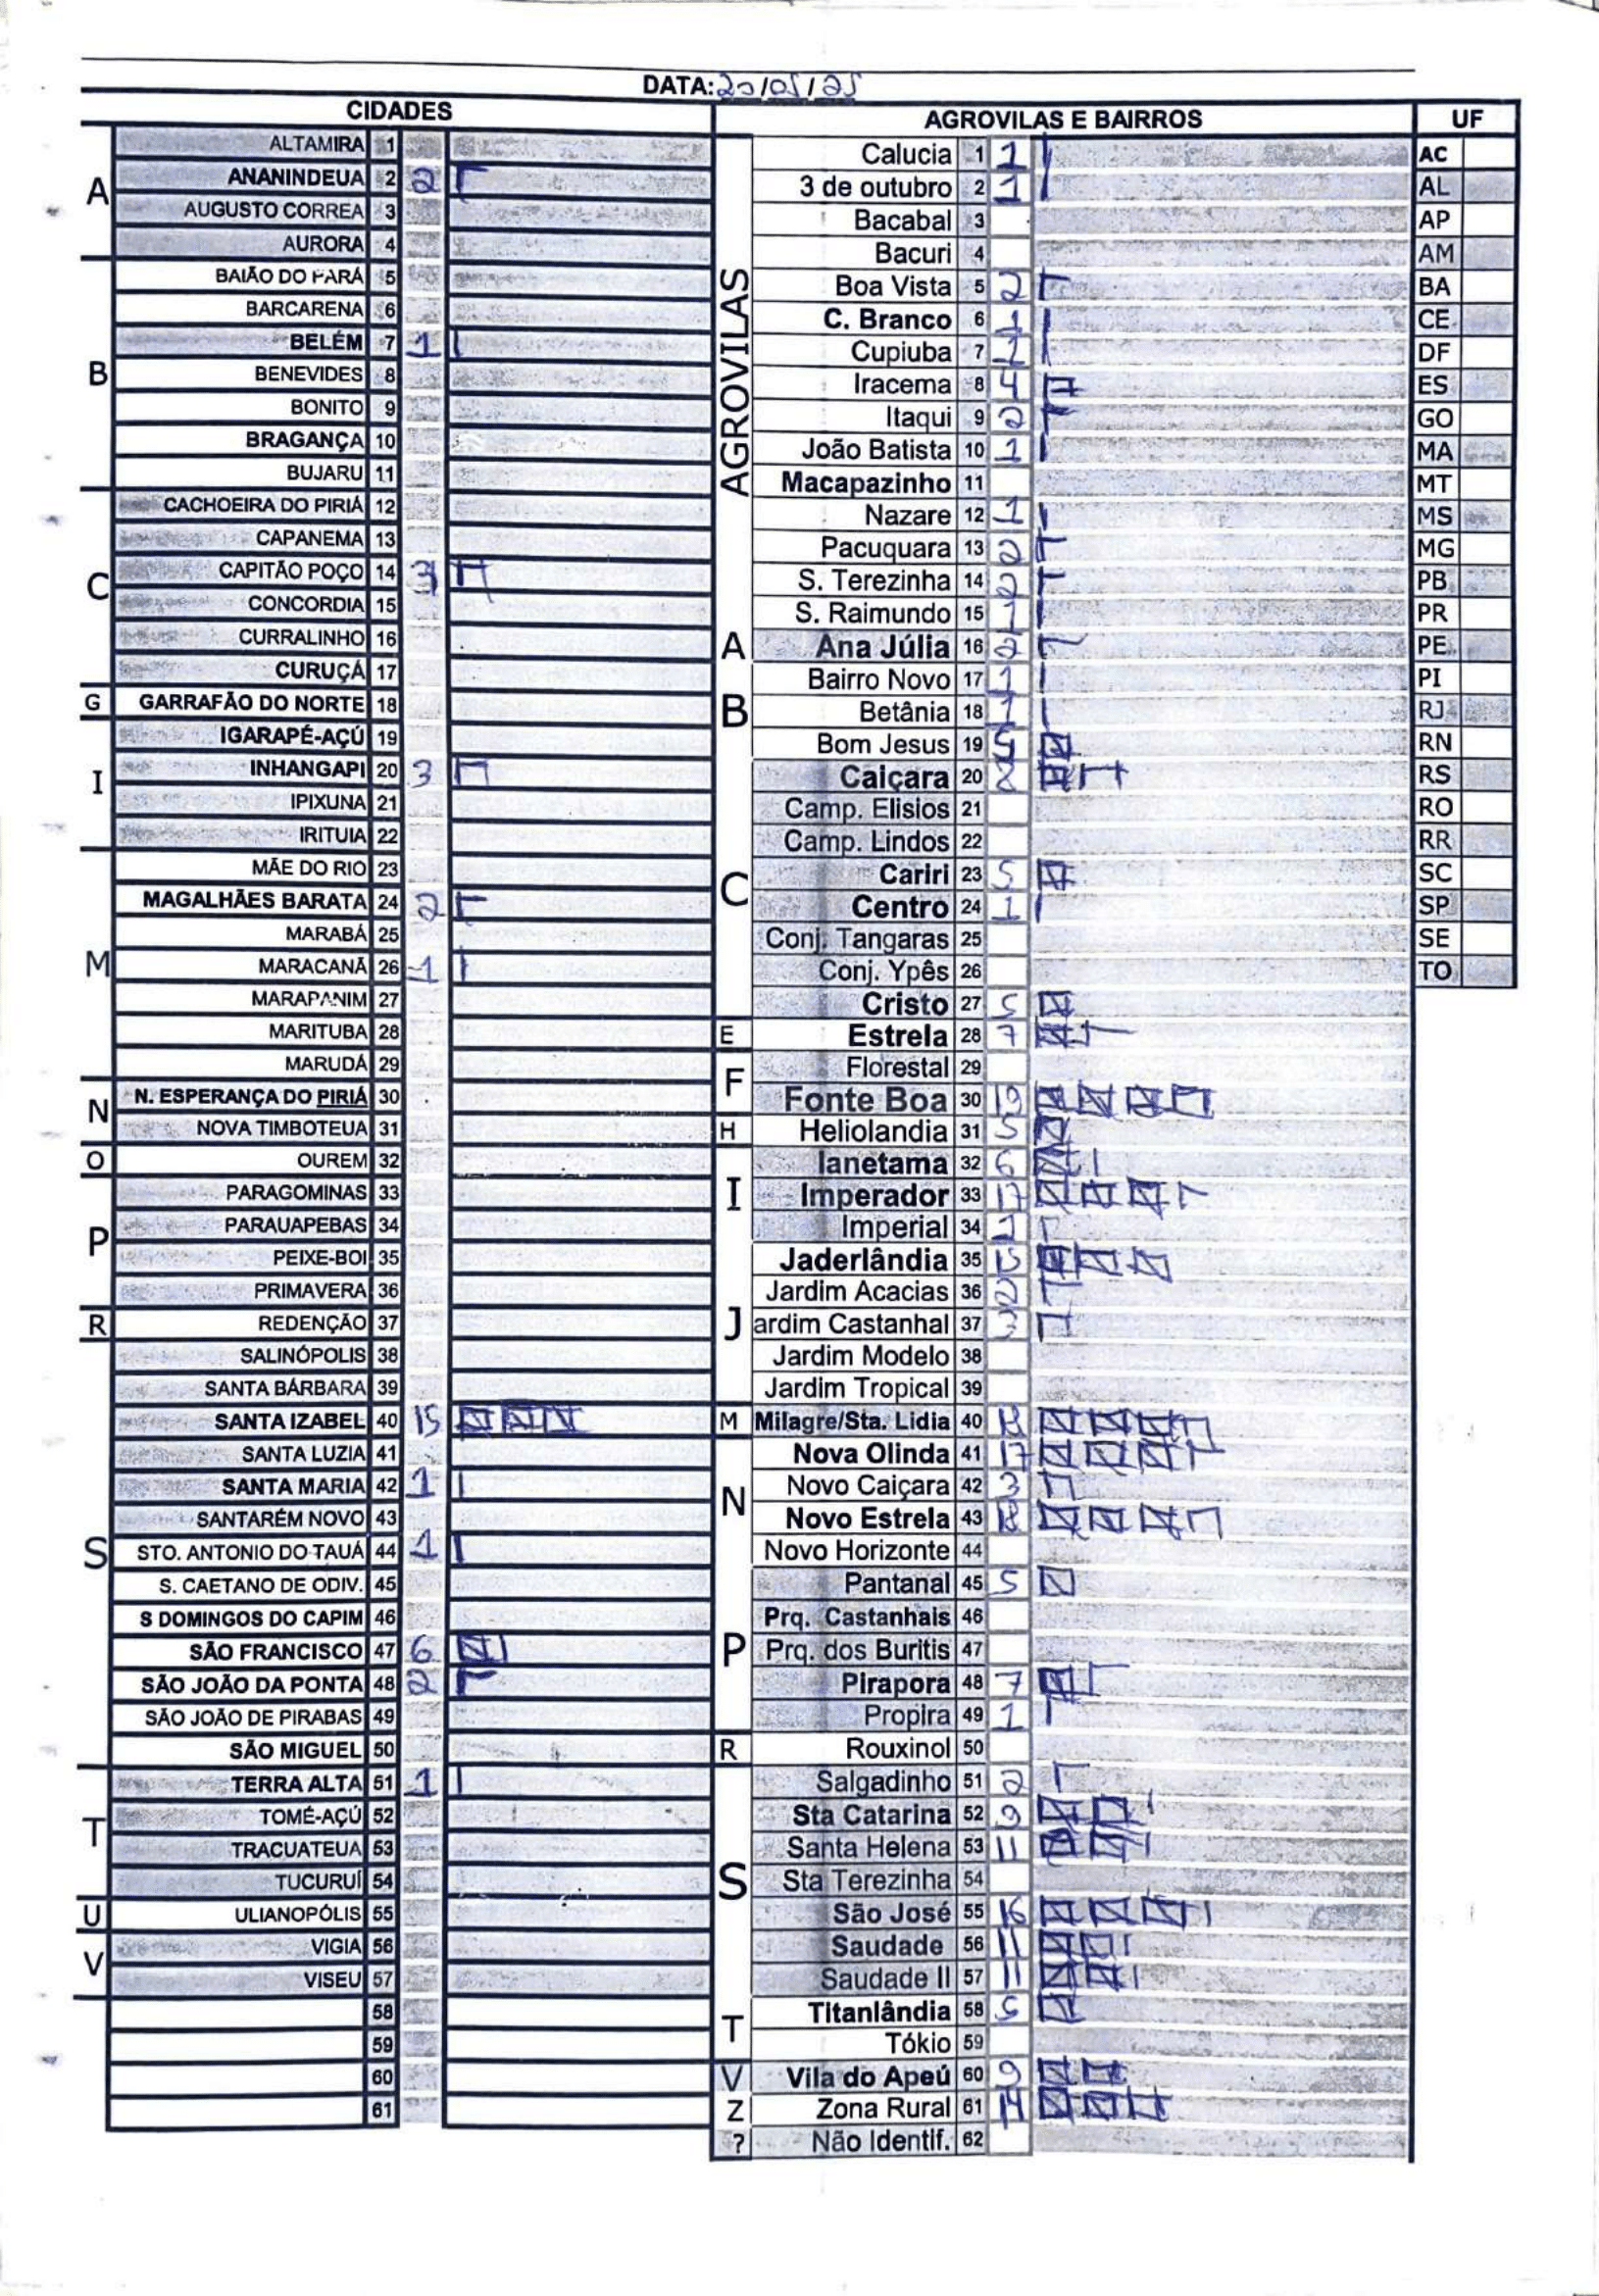 DATA: 20/05/25
CIDADES
A
ALTAMIRA 1
ANANINDEUA 2 2
AUGUSTO CORREA 3
AURORA 4
B
BAIÃO DO PARÁ 5
BARCARENA 6
BELÉM 7 1
BENEVIDES 8
BONITO 9
BRAGANÇA 10
BUJARU 11
C
CACHOEIRA DO PIRIÁ 12
CAPANEMA 13
CAPITÃO POÇO 14 3
CONCORDIA 15
CURRALINHO 16
CURUÇÁ 17
G
GARRAFÃO DO NORTE 18
I
IGARAPÉ-AÇÚ 19
INHANGAPI 20 3
IPIXUNA 21
IRITUIA 22
M
MÃE DO RIO 23
MAGALHÃES BARATA 24 2
MARABÁ 25
MARACANÃ 26 1
MARAPANIM 27
MARITUBA 28
MARUDÁ 29
N
N. ESPERANÇA DO PIRIÁ 30
NOVA TIMBOTEUA 31
O
OUREM 32
P
PARAGOMINAS 33
PARAUAPEBAS 34
PEIXE-BOI 35
PRIMAVERA 36
R
REDENÇÃO 37
S
SALINÓPOLIS 38
SANTA BÁRBARA 39
SANTA IZABEL 40 15
SANTA LUZIA 41
SANTA MARIA 42 1
SANTARÉM NOVO 43
STO. ANTONIO DO TAUÁ 44 1
S. CAETANO DE ODIV. 45
S DOMINGOS DO CAPIM 46
SÃO FRANCISCO 47 6
SÃO JOÃO DA PONTA 48 2
SÃO JOÃO DE PIRABAS 49
SÃO MIGUEL 50
T
TERRA ALTA 51 1
TOMÉ-AÇÚ 52
TRACUATEUA 53
TUCURUÍ 54
U
ULIANOPÓLIS 55
V
VIGIA 56
VISEU 57
58
59
60
61
AGROVILAS E BAIRROS
AGROVILAS
Calucia 1 1
3 de outubro 2 1
Bacabal 3
Bacuri 4
Boa Vista 5 2
C. Branco 6 1
Cupiuba 7 1
Iracema 8 4
Itaqui 9 2
João Batista 10 1
Macapazinho 11
Nazare 12 1
Pacuquara 13 2
S. Terezinha 14 2
S. Raimundo 15 1
A
Ana Júlia 16 2
Bairro Novo 17 1
B
Betânia 18 1
Bom Jesus 19 5
Caiçara 20 8
Camp. Elisios 21
Camp. Lindos 22
C
Cariri 23 5
Centro 24 1
Conj. Tangaras 25
Conj. Ypês 26
Cristo 27 5
E
Estrela 28 7
F
Florestal 29
Fonte Boa 30 19
H
Heliolandia 31 5
I
Ianetama 32 6
Imperador 33 17
Imperial 34 2
J
Jaderlândia 35 15
Jardim Acacias 36 2
ardim Castanhal 37 3
Jardim Modelo 38
Jardim Tropical 39
M
Milagre/Sta. Lidia 40 18
N
Nova Olinda 41 17
Novo Caiçara 42 3
Novo Estrela 43 18
Novo Horizonte 44
P
Pantanal 45 5
Prq. Castanhais 46
Prq. dos Buritis 47
Pirapora 48 7
Propira 49 1
R
Rouxinol 50
S
Salgadinho 51 2
Sta Catarina 52 9
Santa Helena 53 11
Sta Terezinha 54
São José 55 16
Saudade 56 11
Saudade II 57 11
T
Titanlândia 58 5
Tókio 59
V
Vila do Apeú 60 9
Z
Zona Rural 61 14
?
Não Identif. 62
UF
AC
AL
AP
AM
BA
CE
DF
ES
GO
MA
MT
MS
MG
PB
PR
PE
PI
RJ
RN
RS
RO
RR
SC
SP
SE
TO